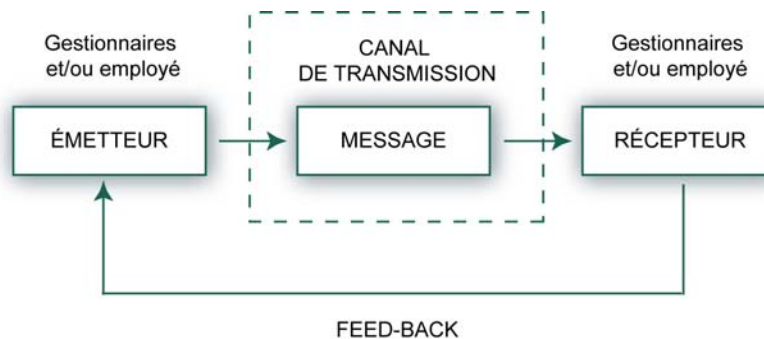 Gestionnaires
et/ou employé
CANAL
DE TRANSMISSION
Gestionnaires
et/ou employé
ÉMETTEUR
MESSAGE
RÉCEPTEUR
FEED-BACK